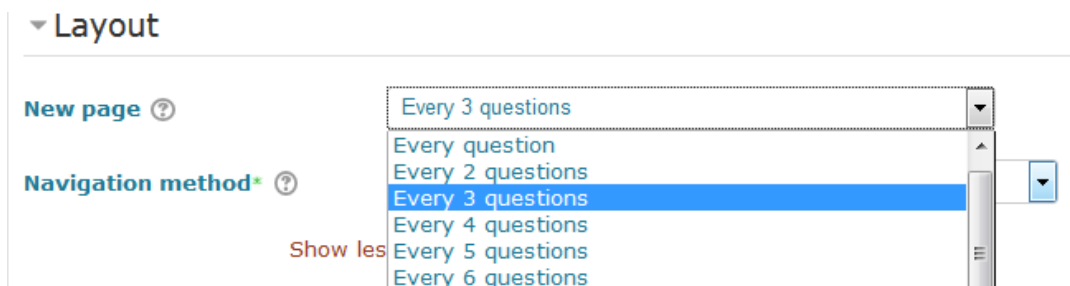 Layout
New page
Every 3 questions
Every question
Every 2 questions
Navigation method*
Every 3 questions
Every 4 questions
Show les
Every 5 questions
Every 6 questions